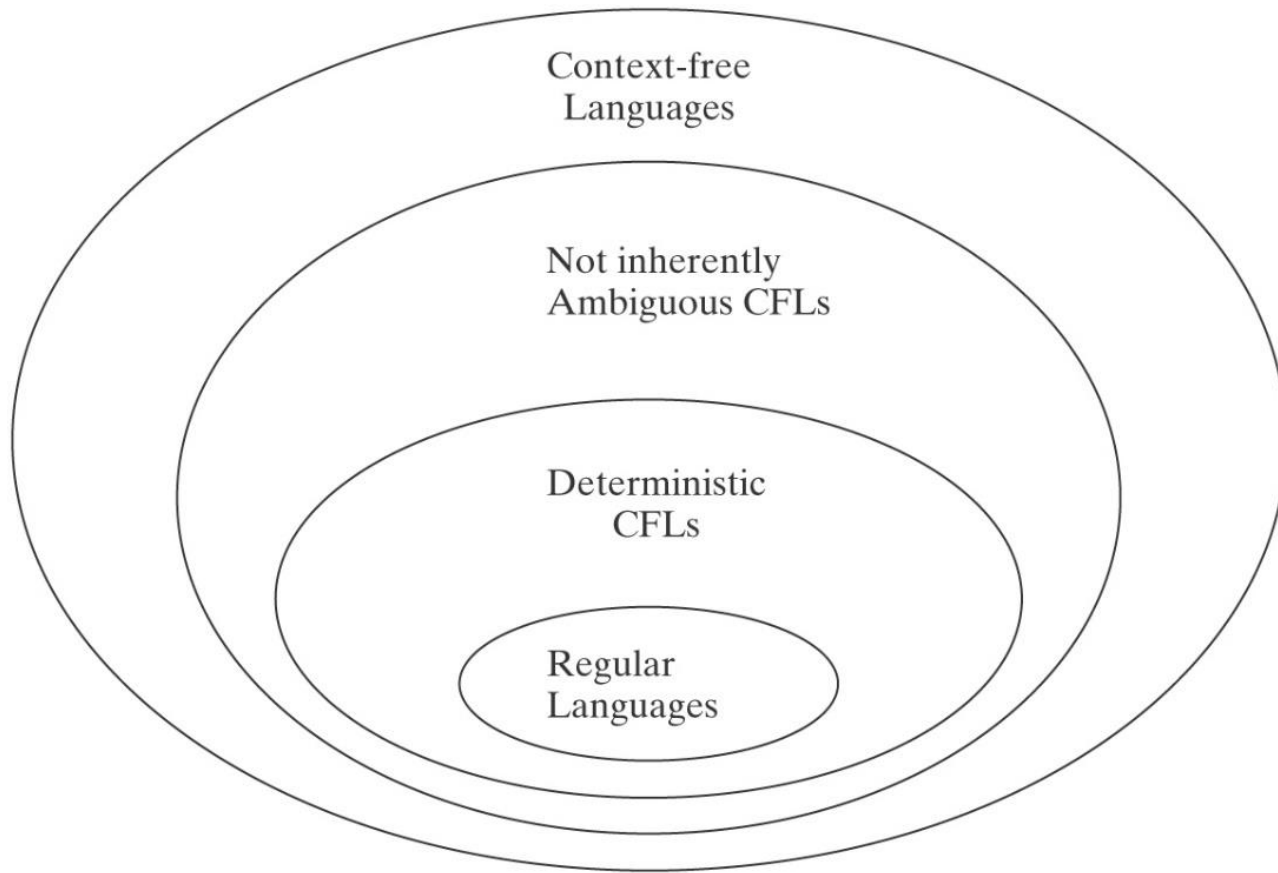 Context-free
Languages
Not inherently
Ambiguous CFLs
Deterministic
CFLs
Regular
Languages